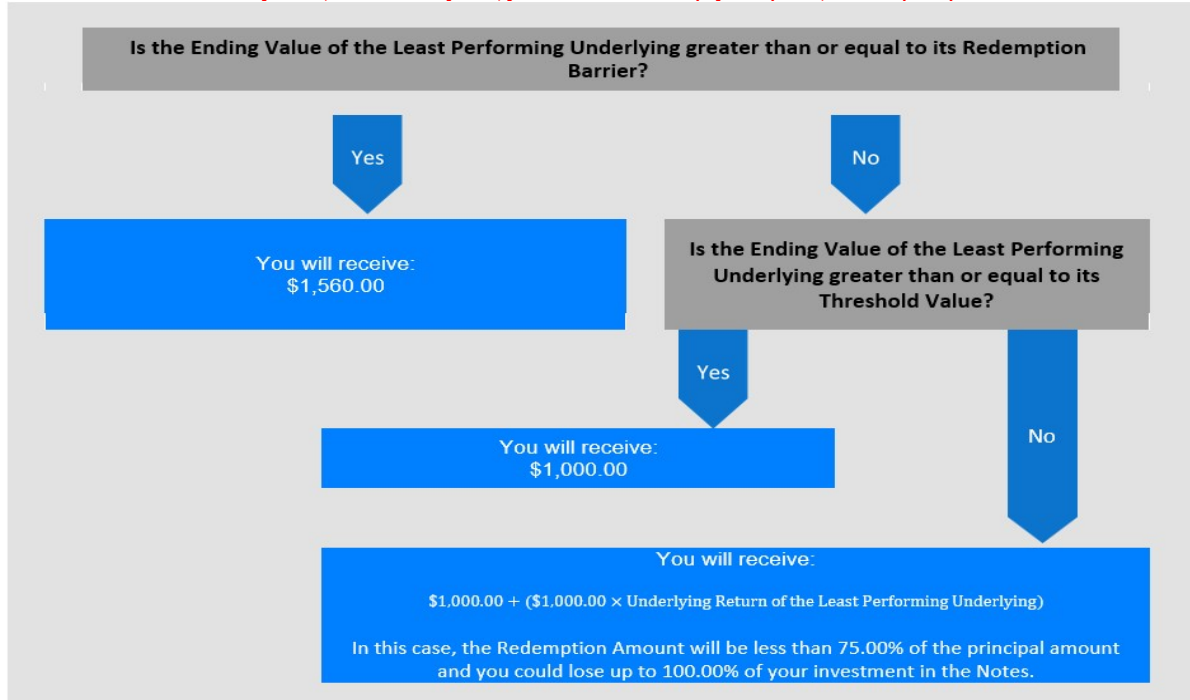 Is the Ending Value of the Least Performing Underlying greater than or equal to its Redemption
Barrier?
Yes
No
You will receive:
$1,560.00
Is the Ending Value of the Least Performing
Underlying greater than or equal to its
Threshold Value?
Yes
No
You will receive:
$1,000.00
You will receive:
$1,000.00 + ($1,000.00 × Underlying Return of the Least Performing Underlying)
In this case, the Redemption Amount will be less than 75.00% of the principal amount
and you could lose up to 100.00% of your investment in the Notes.